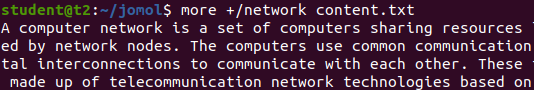 student@t2:~/jomol$ more +/network content.txt
A computer network is a set of computers sharing resources
ed by network nodes. The computers use common communication
tal interconnections to communicate with each other. These
made up of telecommunication network technologies based on